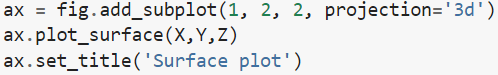 ax = fig.add_subplot(1, 2, 2, projection='3d')
ax.plot_surface(X,Y,Z)
ax.set_title('Surface plot')